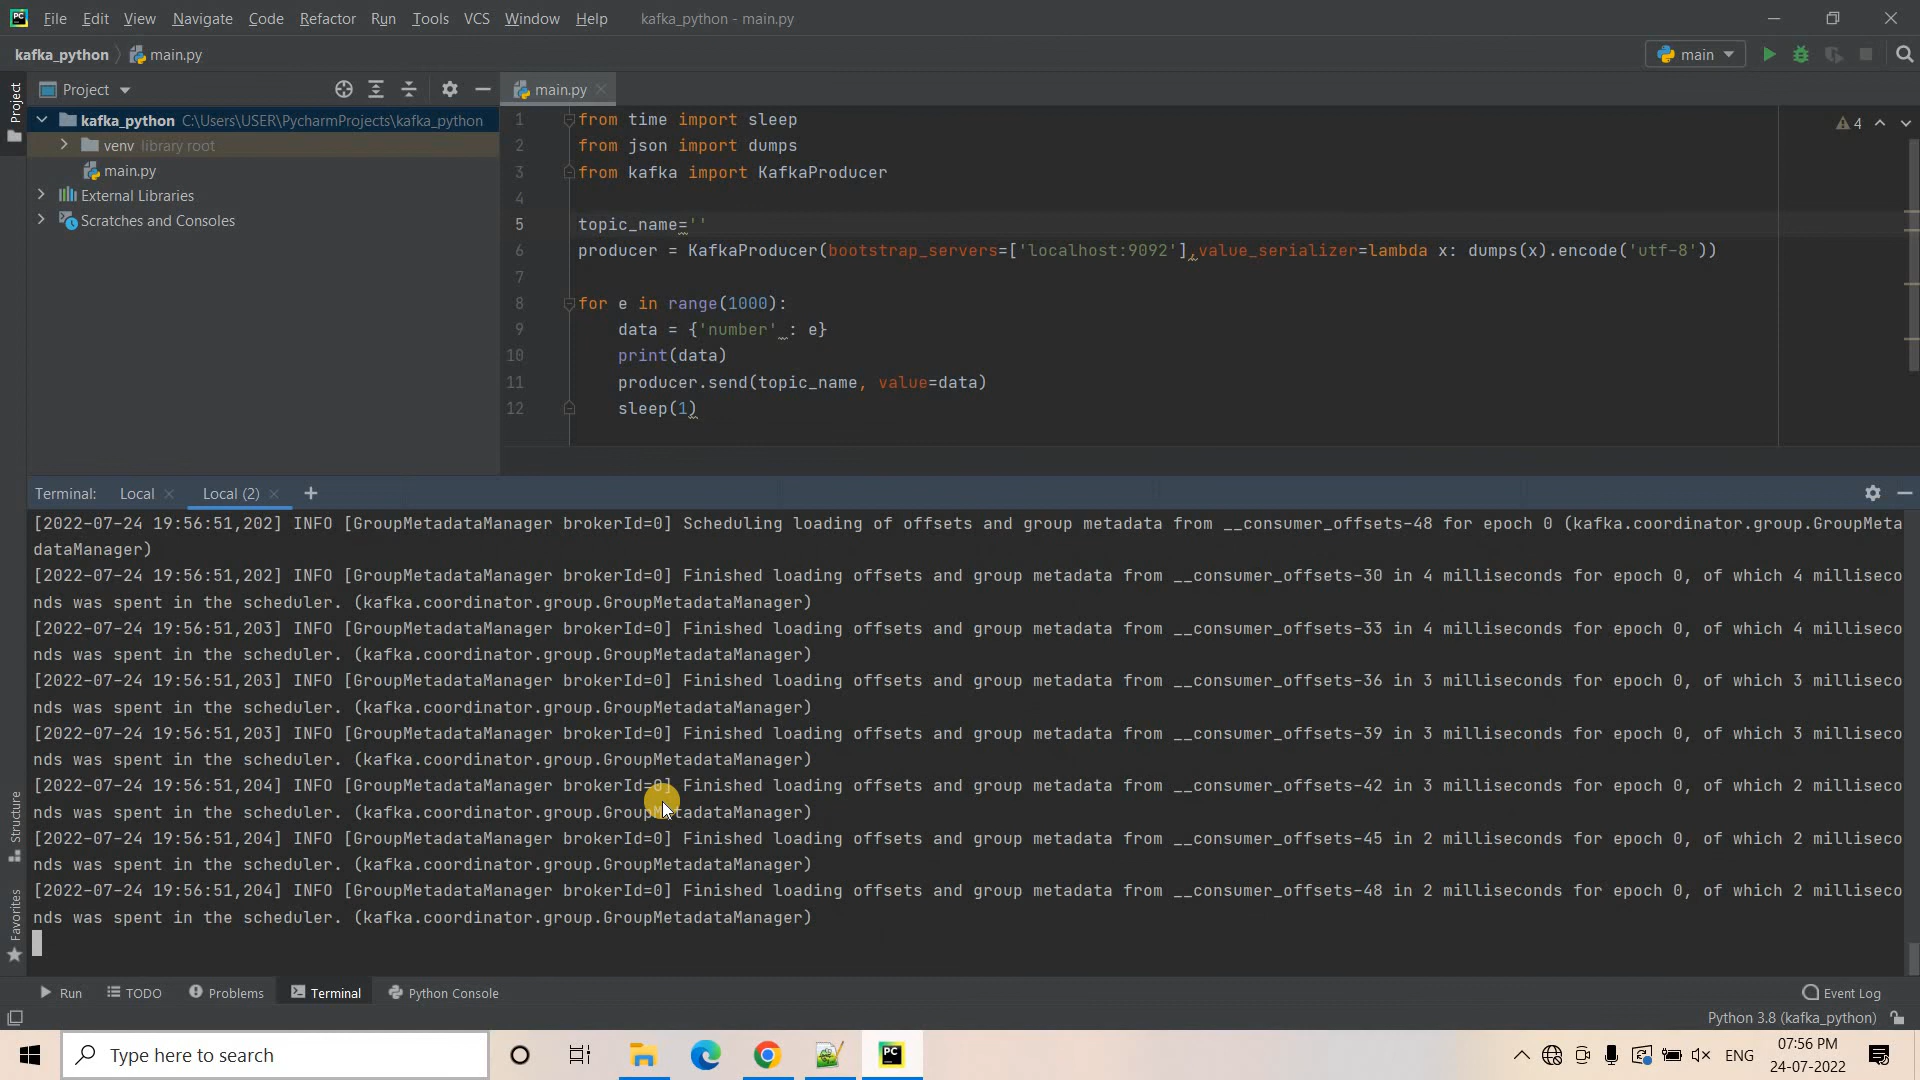 File Edit View Navigate Code Refactor Run Tools VCS Window Help kafka_python - main.py
kafka_python main.py main
Project
Project main.py
kafka_python C:\Users\USER\PycharmProjects\kafka_python
venv library root
main.py
External Libraries
Scratches and Consoles
4
1 from time import sleep
2 from json import dumps
3 from kafka import KafkaProducer
4
5 topic_name=''
6 producer = KafkaProducer(bootstrap_servers=['localhost:9092'],value_serializer=lambda x: dumps(x).encode('utf-8'))
7
8 for e in range(1000):
9 data = {'number' : e}
10 print(data)
11 producer.send(topic_name, value=data)
12 sleep(1)
Terminal: Local Local (2)
[2022-07-24 19:56:51,202] INFO [GroupMetadataManager brokerId=0] Scheduling loading of offsets and group metadata from __consumer_offsets-48 for epoch 0 (kafka.coordinator.group.GroupMeta
dataManager)
[2022-07-24 19:56:51,202] INFO [GroupMetadataManager brokerId=0] Finished loading offsets and group metadata from __consumer_offsets-30 in 4 milliseconds for epoch 0, of which 4 milliseco
nds was spent in the scheduler. (kafka.coordinator.group.GroupMetadataManager)
[2022-07-24 19:56:51,203] INFO [GroupMetadataManager brokerId=0] Finished loading offsets and group metadata from __consumer_offsets-33 in 4 milliseconds for epoch 0, of which 4 milliseco
nds was spent in the scheduler. (kafka.coordinator.group.GroupMetadataManager)
[2022-07-24 19:56:51,203] INFO [GroupMetadataManager brokerId=0] Finished loading offsets and group metadata from __consumer_offsets-36 in 3 milliseconds for epoch 0, of which 3 milliseco
nds was spent in the scheduler. (kafka.coordinator.group.GroupMetadataManager)
[2022-07-24 19:56:51,203] INFO [GroupMetadataManager brokerId=0] Finished loading offsets and group metadata from __consumer_offsets-39 in 3 milliseconds for epoch 0, of which 3 milliseco
nds was spent in the scheduler. (kafka.coordinator.group.GroupMetadataManager)
[2022-07-24 19:56:51,204] INFO [GroupMetadataManager brokerId=0] Finished loading offsets and group metadata from __consumer_offsets-42 in 3 milliseconds for epoch 0, of which 2 milliseco
nds was spent in the scheduler. (kafka.coordinator.group.GroupMetadataManager)
[2022-07-24 19:56:51,204] INFO [GroupMetadataManager brokerId=0] Finished loading offsets and group metadata from __consumer_offsets-45 in 2 milliseconds for epoch 0, of which 2 milliseco
nds was spent in the scheduler. (kafka.coordinator.group.GroupMetadataManager)
[2022-07-24 19:56:51,204] INFO [GroupMetadataManager brokerId=0] Finished loading offsets and group metadata from __consumer_offsets-48 in 2 milliseconds for epoch 0, of which 2 milliseco
nds was spent in the scheduler. (kafka.coordinator.group.GroupMetadataManager)
Structure
Favorites
Run TODO Problems Terminal Python Console Event Log
Python 3.8 (kafka_python)
Type here to search PC ENG 07:56 PM
24-07-2022